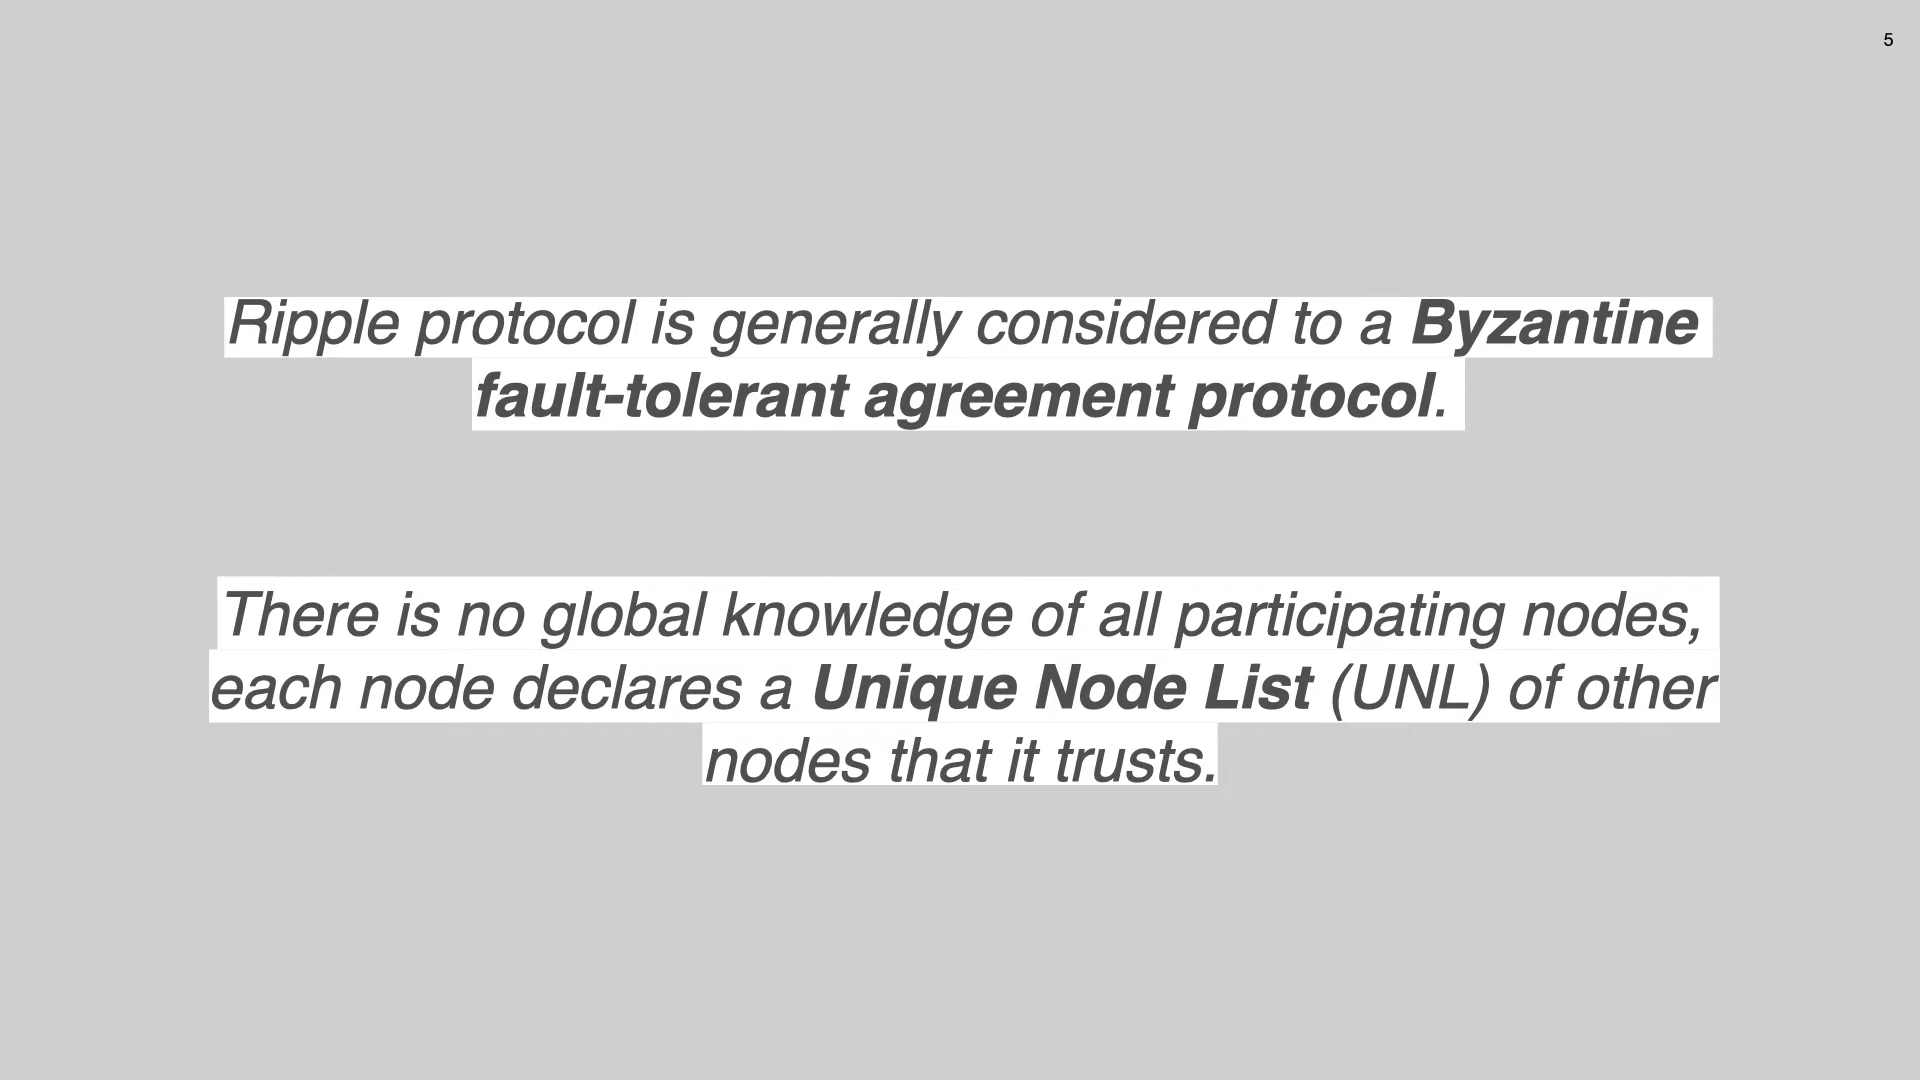 5
Ripple protocol is generally considered to a Byzantine
fault-tolerant agreement protocol.
There is no global knowledge of all participating nodes,
each node declares a Unique Node List (UNL) of other
nodes that it trusts.